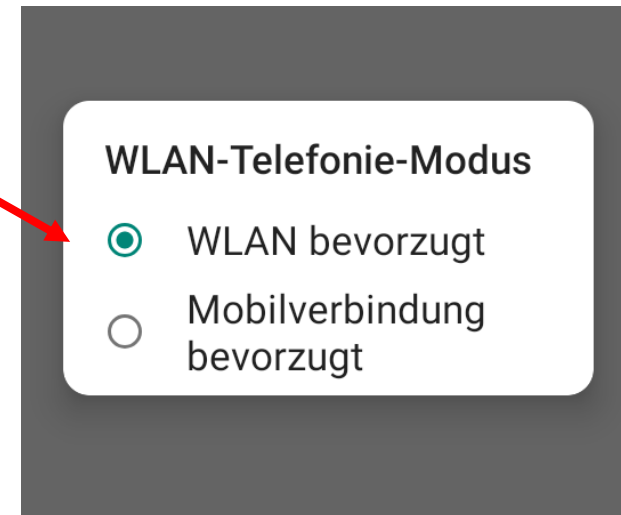 WLAN-Telefonie-Modus
WLAN bevorzugt
Mobilverbindung
bevorzugt